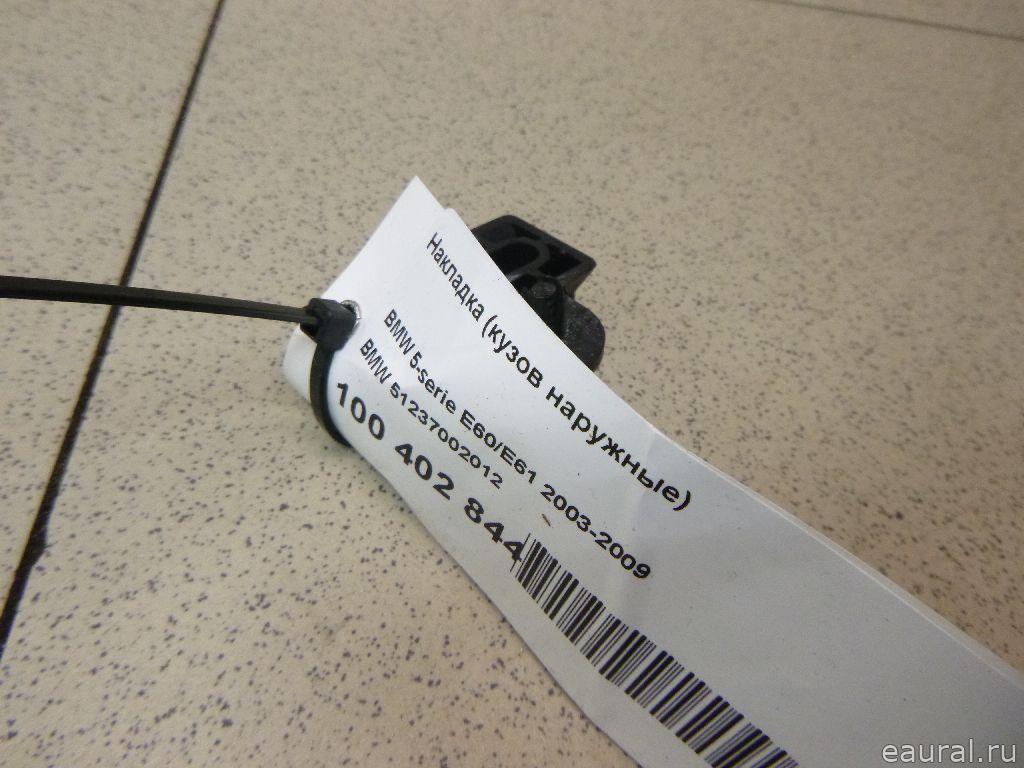 Накладка (кузов наружные)
BMW 5-serie E60/E61 2003-2009
BMW 51237002012
100 402 844
eaural.ru